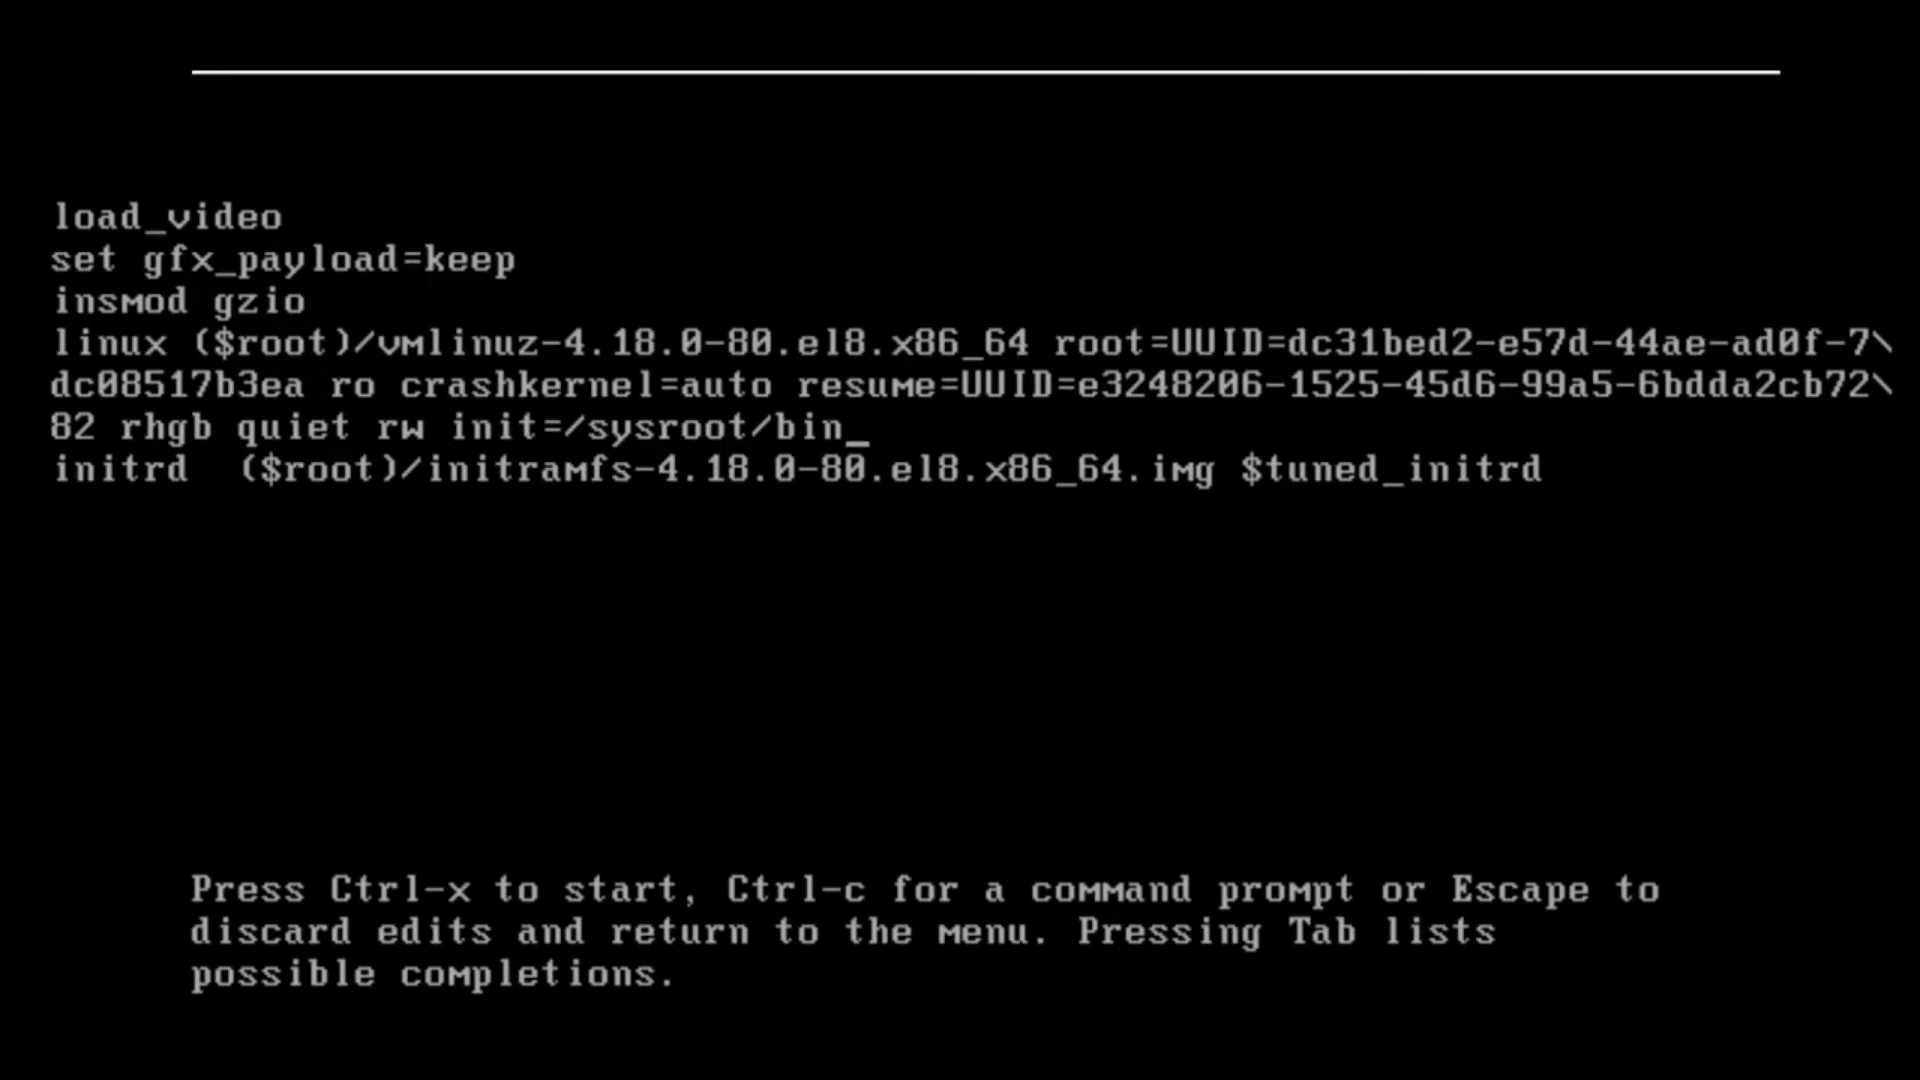 load_video
set gfx_payload=keep
insmod gzio
linux ($root)/vmlinuz-4.18.0-80.el8.x86_64 root=UUID=dc31bed2-e57d-44ae-ad0f-7\
dc08517b3ea ro crashkernel=auto resume=UUID=e3248206-1525-45d6-99a5-6bdda2cb72\
82 rhgb quiet rw init=/sysroot/bin_
initrd  ($root)/initramfs-4.18.0-80.el8.x86_64.img $tuned_initrd
Press Ctrl-x to start, Ctrl-c for a command prompt or Escape to
discard edits and return to the menu. Pressing Tab lists
possible completions.